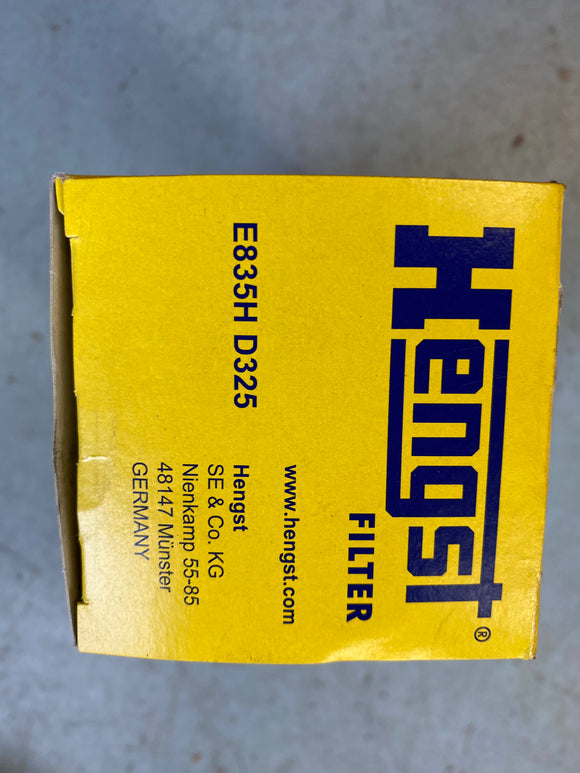 Hengst®
FILTER
www.hengst.com
E835H D325
Hengst
SE & Co. KG
Nienkamp 55-85
48147 Münster
GERMANY